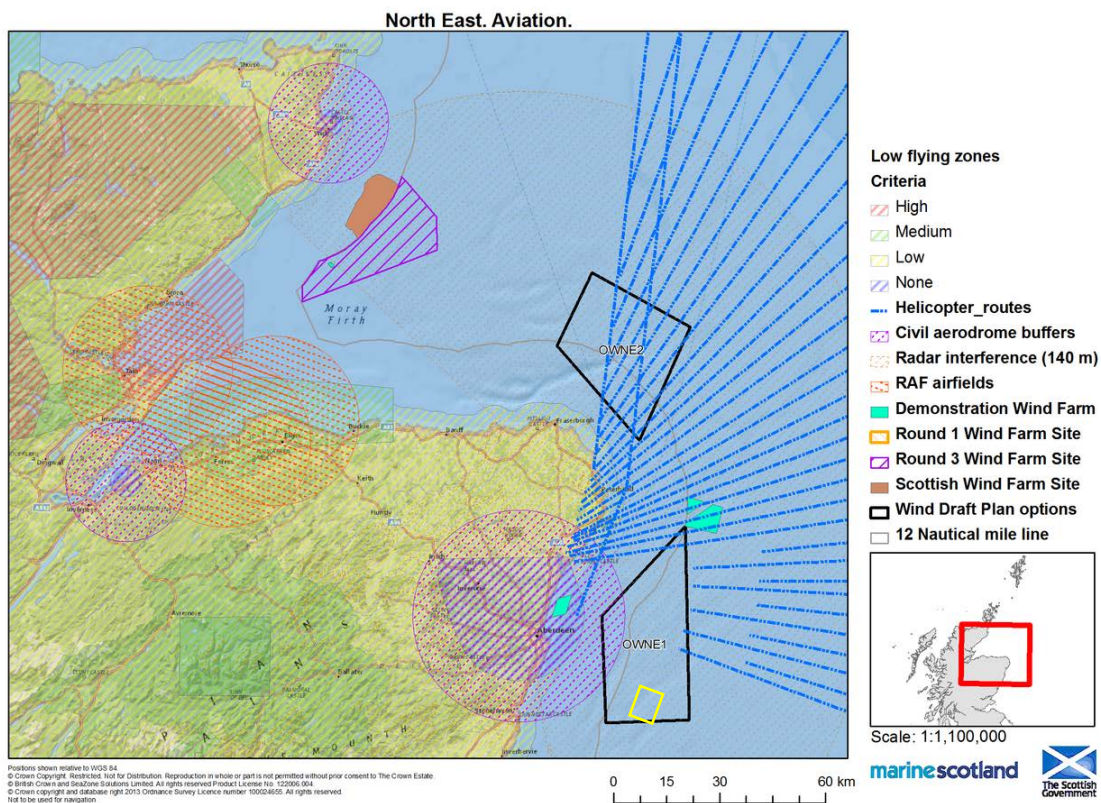 North East. Aviation.
Thurso
Wick
Moray
Firth
Tain
Invergordon
Dingwall
Nairn
Forres
Elgin
Buckie
Keith
Huntly
Banff
Fraserburgh
Peterhead
OWNE2
Inverurie
Aviemore
Ballater
Aberdeen
OWNE1
Stonehaven
Inverbervie
MOUNTH
Low flying zones
Criteria
High
Medium
Low
None
Helicopter_routes
Civil aerodrome buffers
Radar interference (140 m)
RAF airfields
Demonstration Wind Farm
Round 1 Wind Farm Site
Round 3 Wind Farm Site
Scottish Wind Farm Site
Wind Draft Plan options
12 Nautical mile line
Scale: 1:1,100,000
marinescotland
The Scottish
Government
Positions shown relative to WGS 84.
© Crown Copyright. Restricted. Not for Distribution. Reproduction in whole or part is not permitted without prior consent to The Crown Estate.
© British Crown and SeaZone Solutions Limited. All rights reserved Product License No. 122006.004.
© Crown copyright and database right 2013 Ordnance Survey Licence number 100024655. All rights reserved.
Not to be used for navigation
0 15 30 60 km